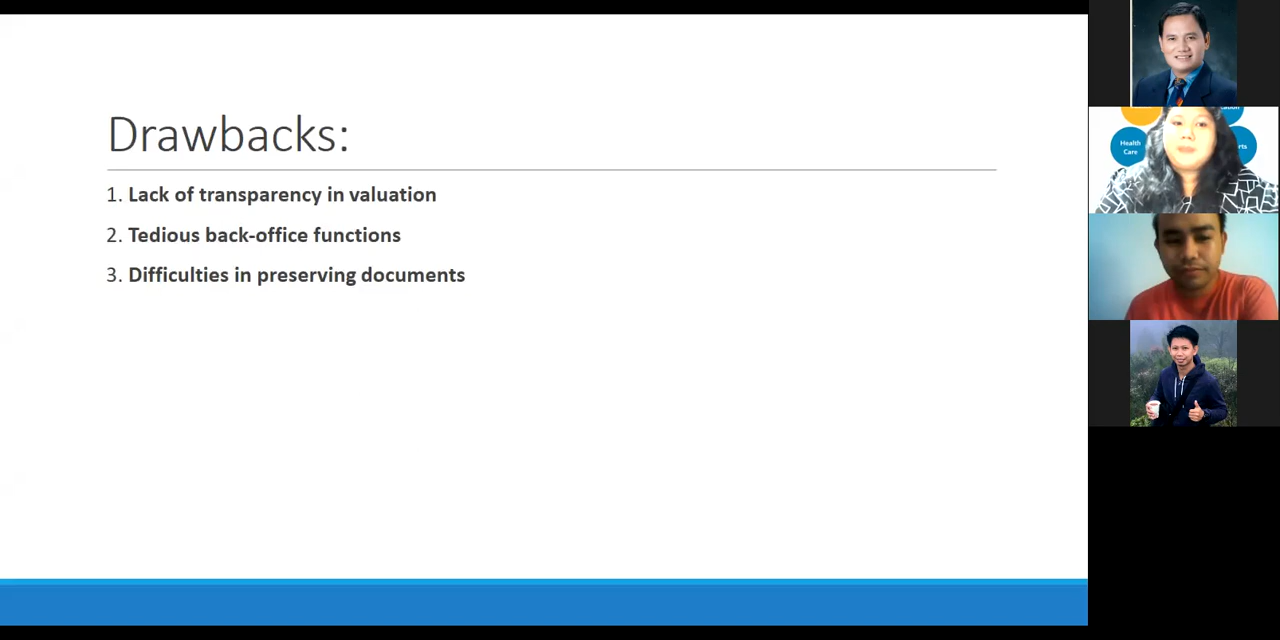 Drawbacks:
1. Lack of transparency in valuation
2. Tedious back-office functions
3. Difficulties in preserving documents
Health
Care